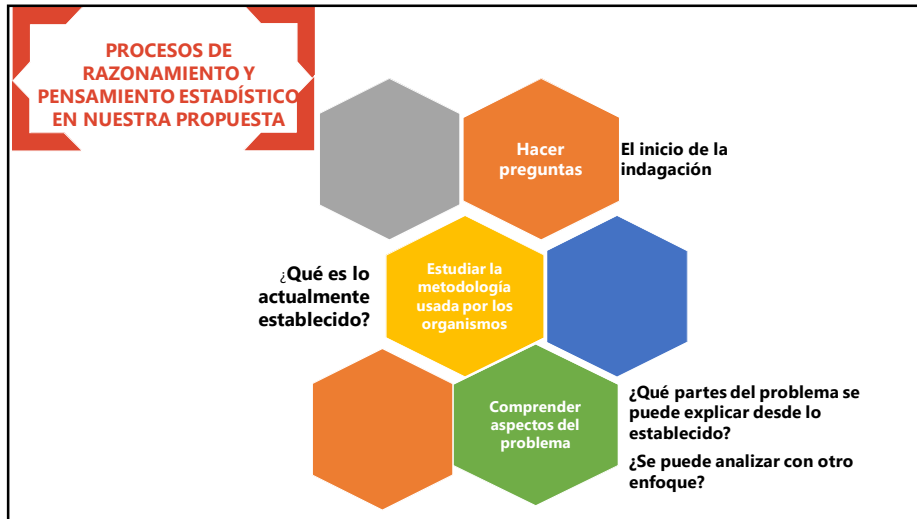 PROCESOS DE
RAZONAMIENTO Y
PENSAMIENTO ESTADÍSTICO
EN NUESTRA PROPUESTA
Hacer
preguntas
El inicio de la
indagación
¿Qué es lo
actualmente
establecido?
Estudiar la
metodología
usada por los
organismos
Comprender
aspectos del
problema
¿Qué partes del problema se
puede explicar desde lo
establecido?
¿Se puede analizar con otro
enfoque?